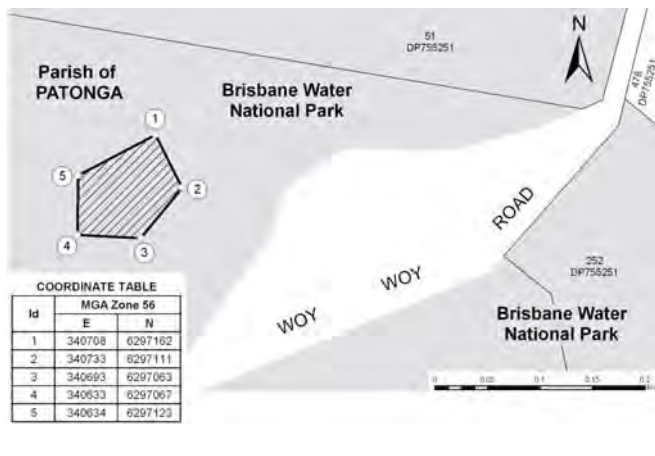 N
51
DP755251
476
DP755251
Parish of
PATONGA
Brisbane Water
National Park
1
2
3
4
5
ROAD
WOY
WOY
252
DP755251
Brisbane Water
National Park
COORDINATE TABLE
Id MGA Zone 56
E N
1 340708 6297162
2 340733 6297111
3 340693 6297063
4 340633 6297067
5 340634 6297123
0 0.05 0.1 0.15 0.2